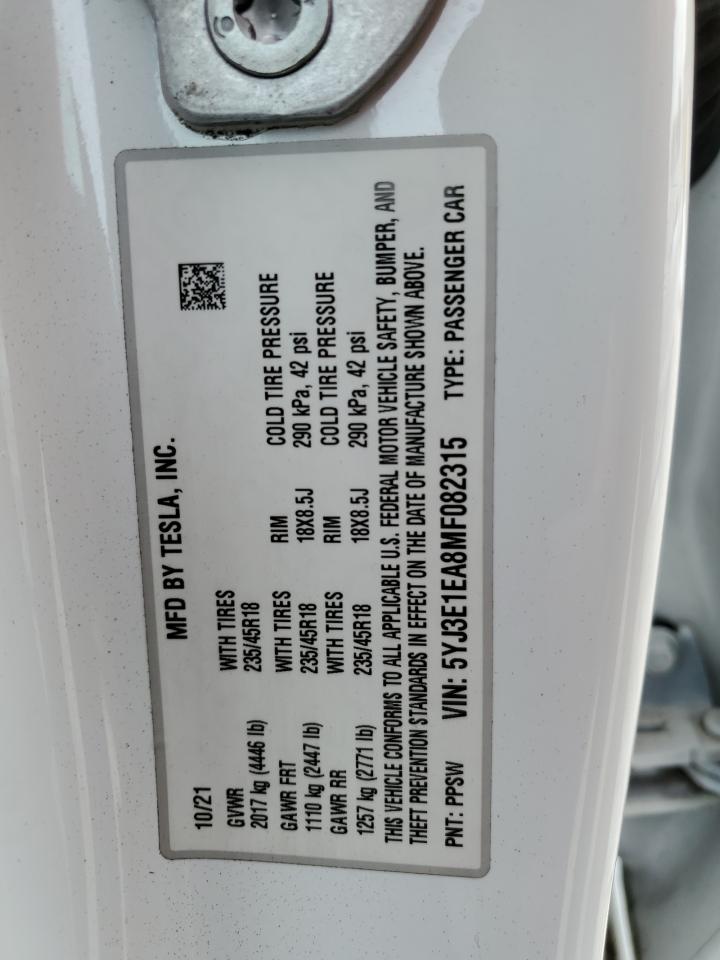 MFD BY TESLA, INC.
10/21
GVWR WITH TIRES
2017 kg (4446 lb) 235/45R18
GAWR FRT WITH TIRES RIM COLD TIRE PRESSURE
1110 kg (2447 lb) 235/45R18 18X8.5J 290 kPa, 42 psi
GAWR RR WITH TIRES RIM COLD TIRE PRESSURE
1257 kg (2771 lb) 235/45R18 18X8.5J 290 kPa, 42 psi
THIS VEHICLE CONFORMS TO ALL APPLICABLE U.S. FEDERAL MOTOR VEHICLE SAFETY, BUMPER, AND
THEFT PREVENTION STANDARDS IN EFFECT ON THE DATE OF MANUFACTURE SHOWN ABOVE.
PNT: PPSW VIN: 5YJ3E1EA8MF082315 TYPE: PASSENGER CAR